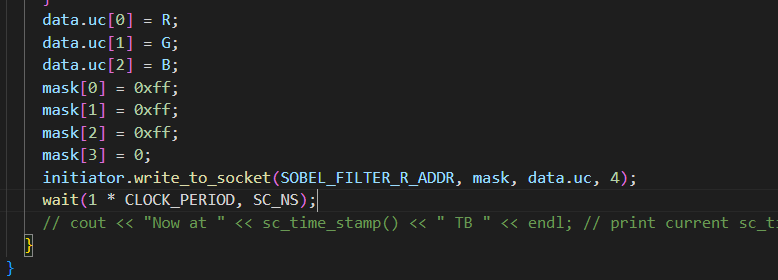 }
data.uc[0] = R;
data.uc[1] = G;
data.uc[2] = B;
mask[0] = 0xff;
mask[1] = 0xff;
mask[2] = 0xff;
mask[3] = 0;
initiator.write_to_socket(SOBEL_FILTER_R_ADDR, mask, data.uc, 4);
wait(1 * CLOCK_PERIOD, SC_NS);
// cout << "Now at " << sc_time_stamp() << " TB " << endl; // print current sc_ti
}
}